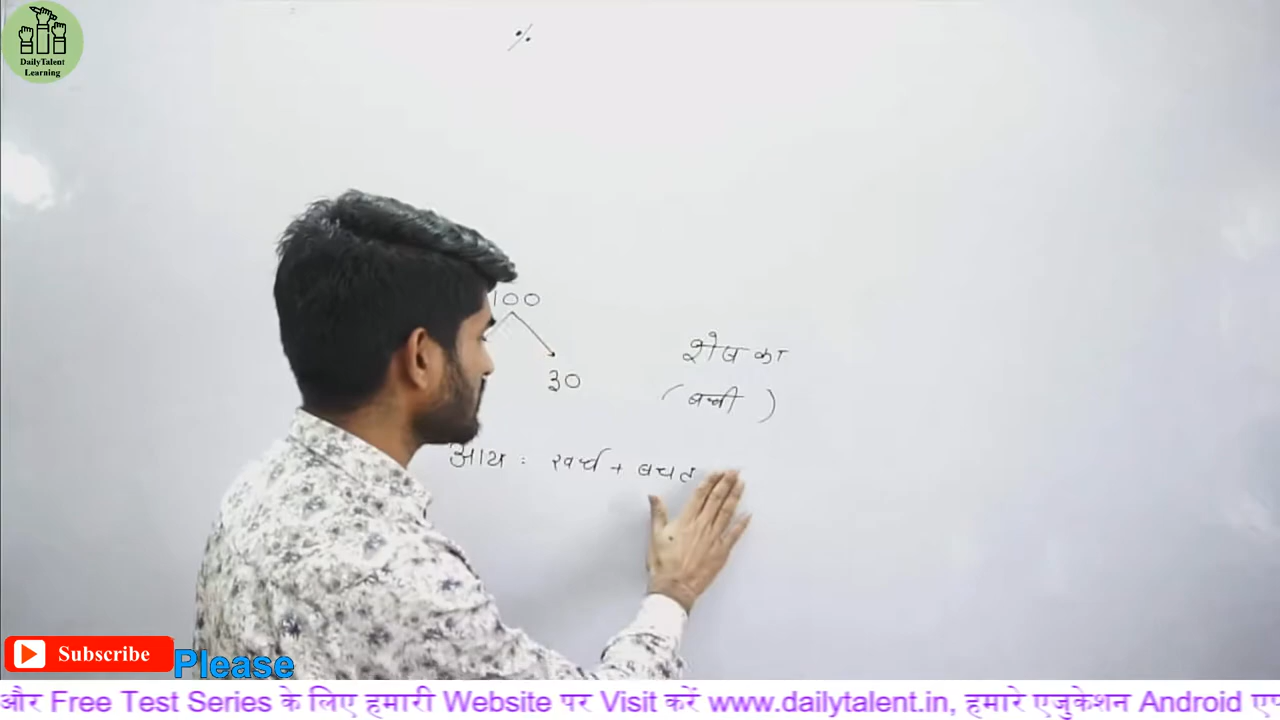 DailyTalent
Learning
%
100
30
शेष का
(बची)
आय : खर्च + बचत
Subscribe
Please
और Free Test Series के लिए हमारी Website पर Visit करें www.dailytalent.in, हमारे एजुकेशन Android